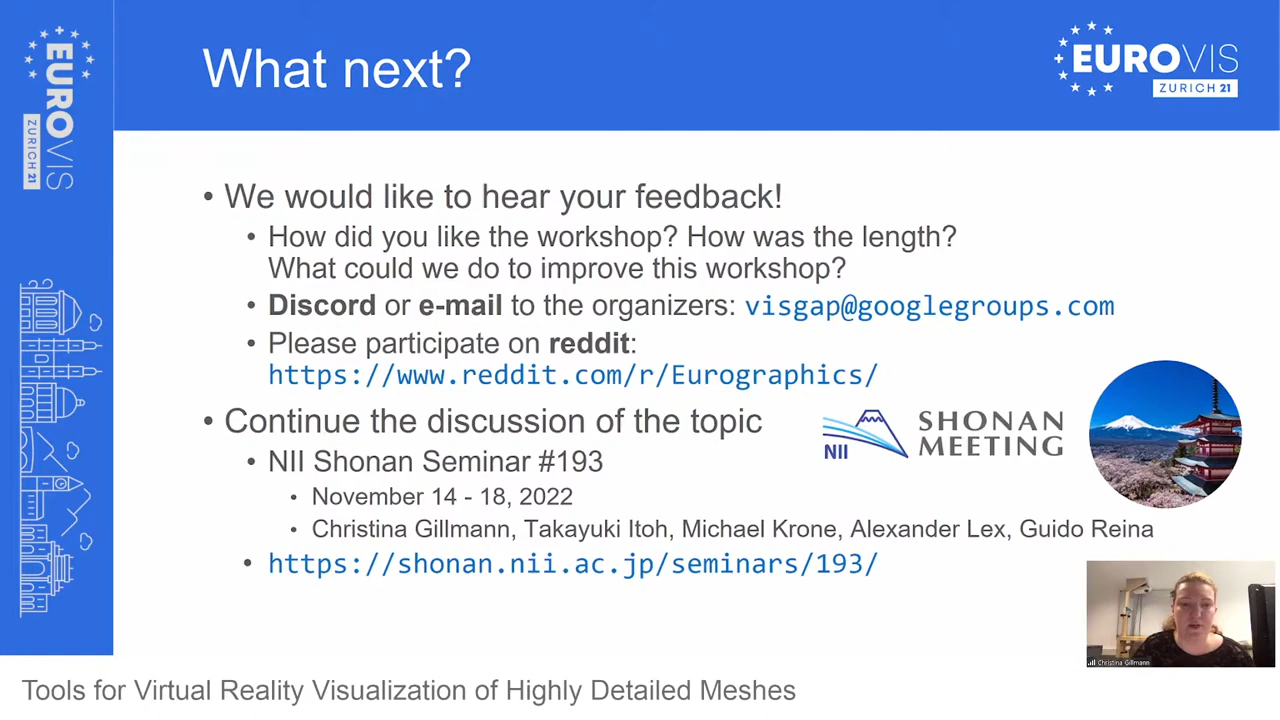 What next?
EUROVIS
ZURICH 21
EUROVIS
ZURICH 21
• We would like to hear your feedback!
• How did you like the workshop? How was the length?
What could we do to improve this workshop?
• Discord or e-mail to the organizers: visgap@googlegroups.com
• Please participate on reddit:
https://www.reddit.com/r/Eurographics/
• Continue the discussion of the topic
NII
SHONAN
MEETING
• NII Shonan Seminar #193
• November 14 - 18, 2022
• Christina Gillmann, Takayuki Itoh, Michael Krone, Alexander Lex, Guido Reina
• https://shonan.nii.ac.jp/seminars/193/
Christina Gillmann
Tools for Virtual Reality Visualization of Highly Detailed Meshes